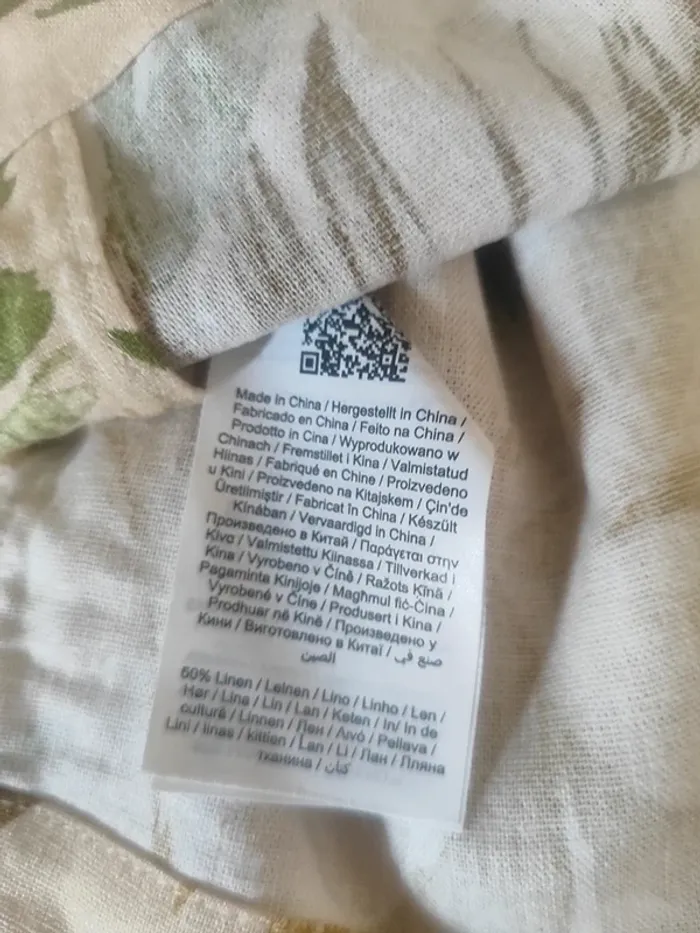 Made in China / Hergestellt in China /
Fabricado en China / Feito na China /
Prodotto in Cina / Wyprodukowano w
Chinach / Fremstillet i Kina / Valmistatud
Hiinas / Fabriqué en Chine / Proizvedeno
u Kini / Proizvedeno na Kitajskem / Çin'de
Üretilmiştir / Fabricat în China / Készült
Kínában / Vervaardigd in China /
Произведено в Китай / Παράγεται στην
Κίνα / Valmistettu Kiinassa / Tillverkad i
Kina / Vyrobeno v Číně / Ražots Ķīnā /
Pagaminta Kinijoje / Magħmul fiċ-Ċina /
Vyrobené v Číne / Produsert i Kina /
Prodhuar në Kinë / Произведено у
Кини / Виготовлено в Китаї / صنع في
الصين
60% Linen / Leinen / Lino / Linho / Len /
Hør / Lina / Lin / Lan / Keten / In/ In de
cultură / Linnen / Лен / Λινό / Pellava /
Lini / linas / kittien / Ľan / Li / Лан / Лляна
тканина / كتان